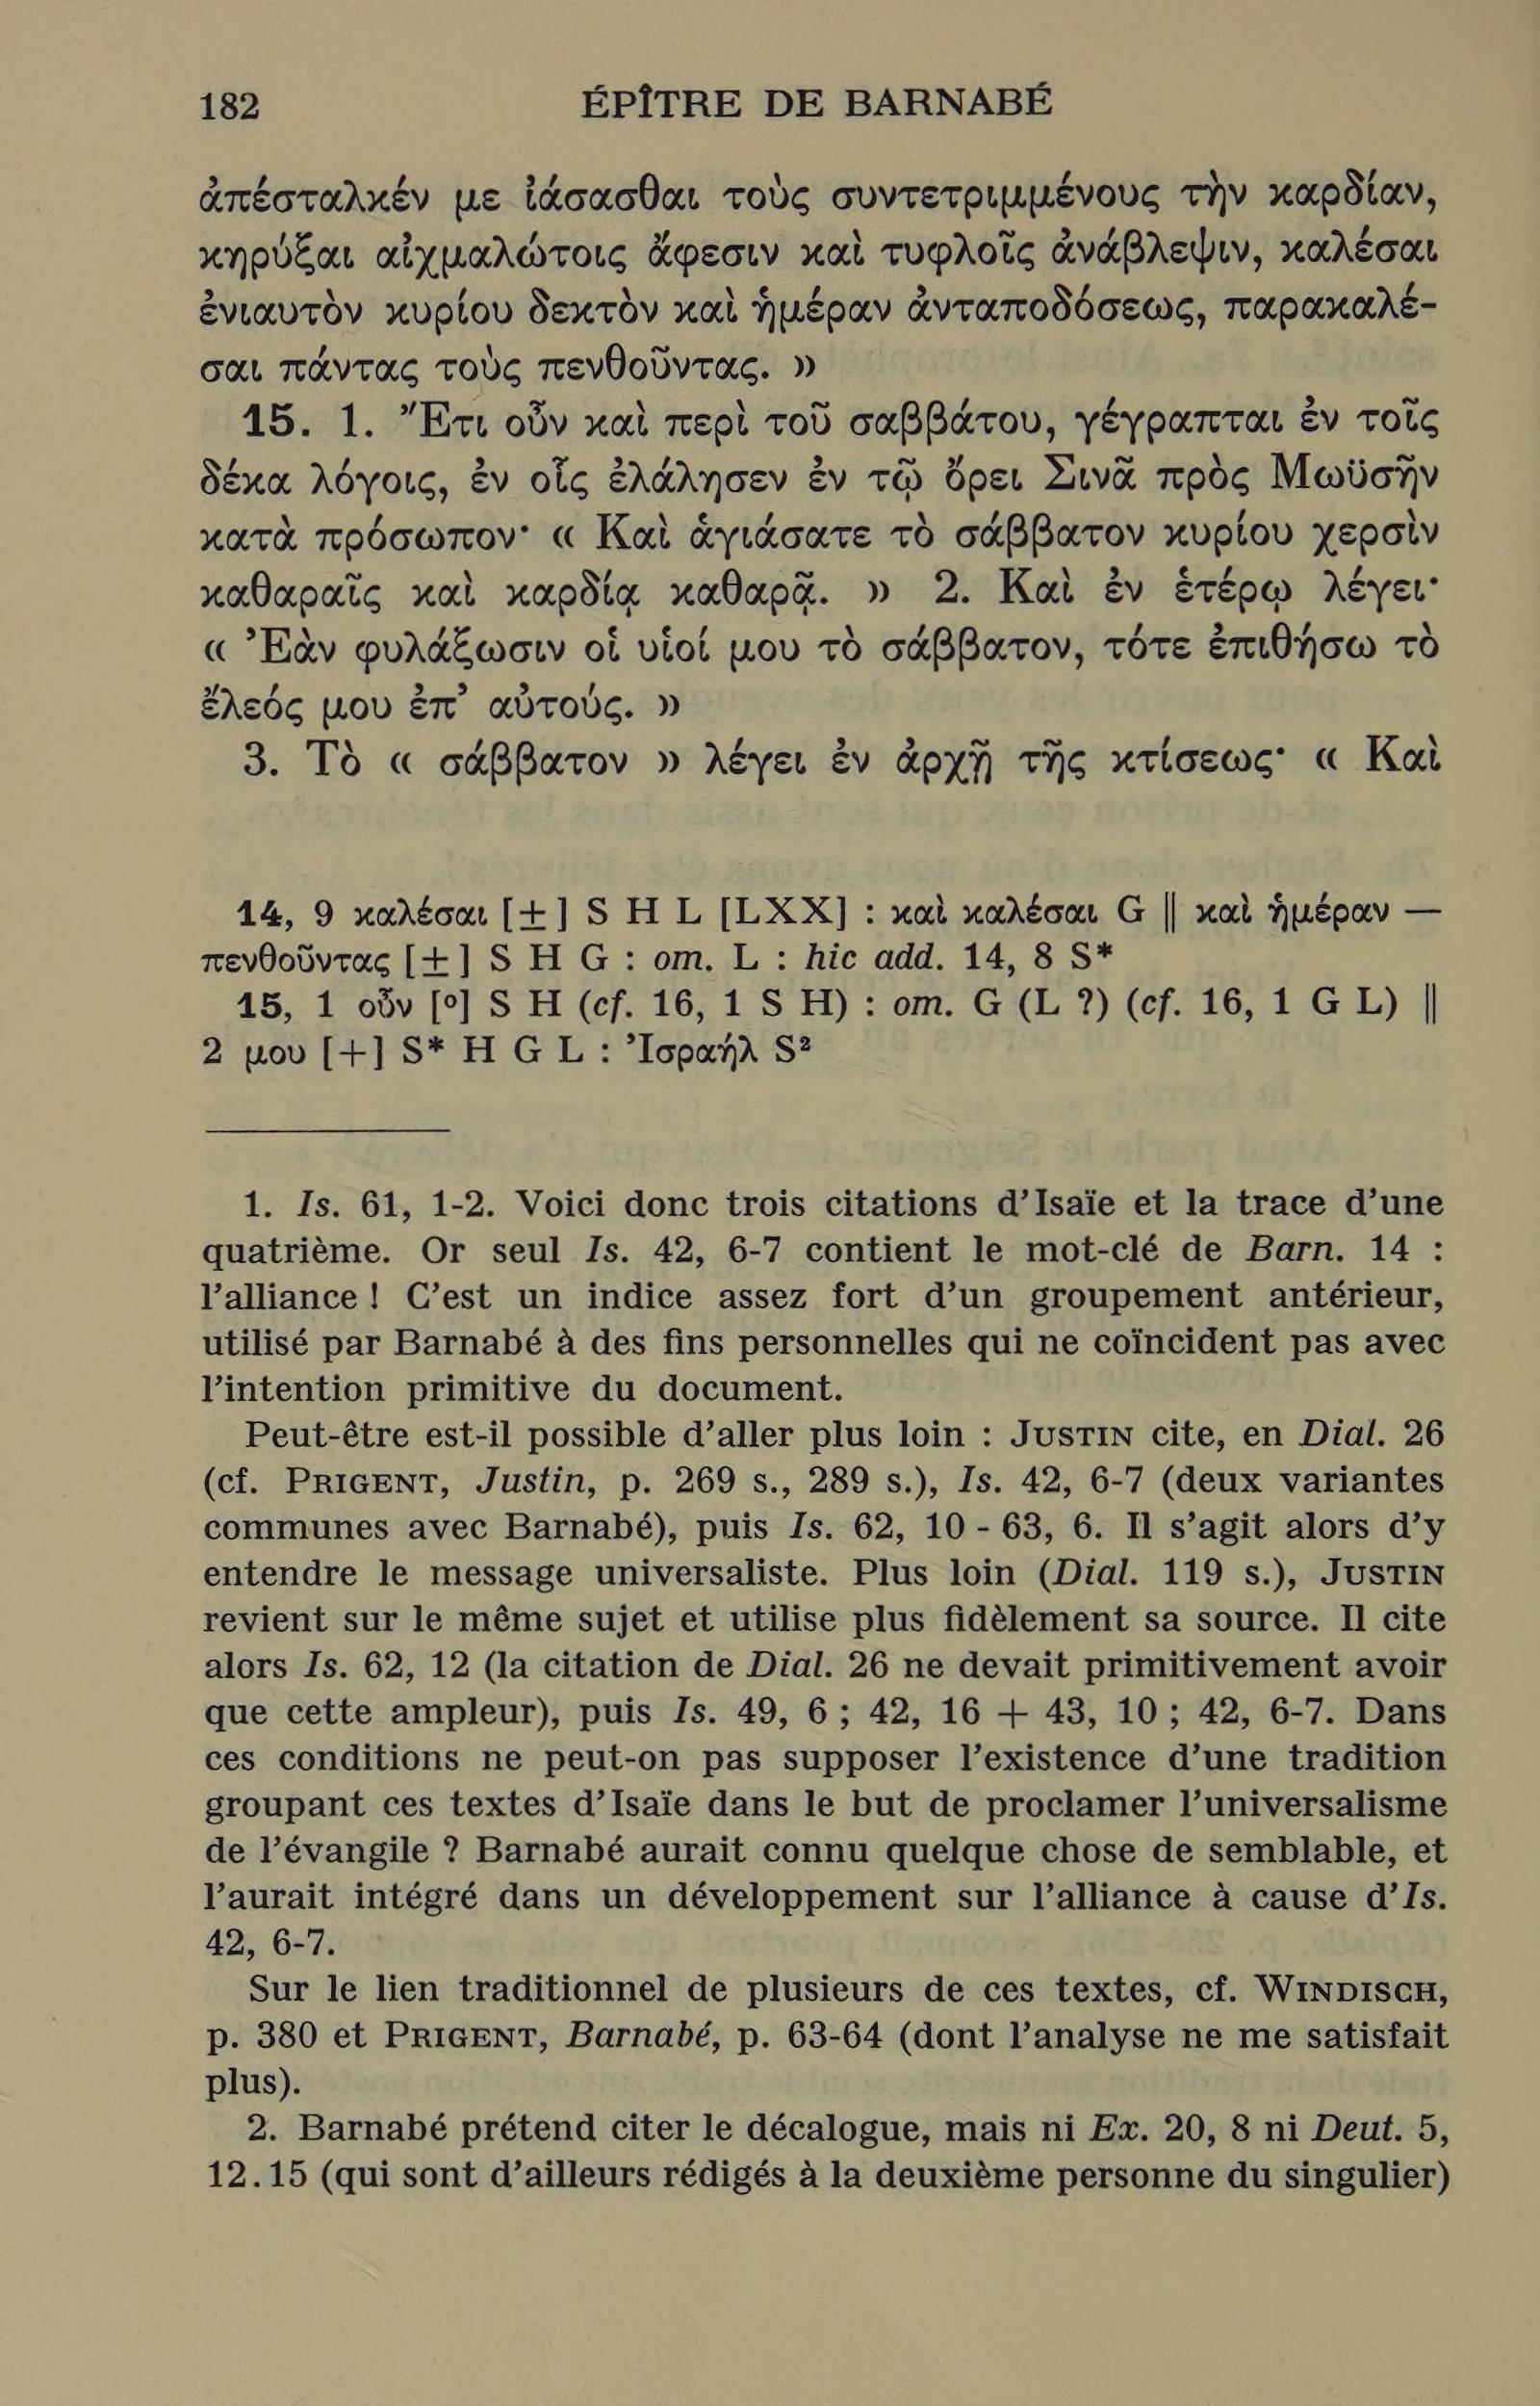 182 ÉPÎTRE DE BARNABÉ
ἀπέσταλκέν με ἰάσασθαι τοὺς συντετριμμένους τὴν καρδίαν,
κηρύξαι αἰχμαλώτοις ἄφεσιν καὶ τυφλοῖς ἀνάβλεψιν, καλέσαι
ἐνιαυτὸν κυρίου δεκτὸν καὶ ἡμέραν ἀνταποδόσεως, παρακαλέ-
σαι πάντας τοὺς πενθοῦντας. »
15. 1. Ἔτι οὖν καὶ περὶ τοῦ σαββάτου, γέγραπται ἐν τοῖς
δέκα λόγοις, ἐν οἷς ἐλάλησεν ἐν τῷ ὄρει Σινᾶ πρὸς Μωϋσῆν
κατὰ πρόσωπον· « Καὶ ἁγιάσατε τὸ σάββατον κυρίου χερσὶν
καθαραῖς καὶ καρδίᾳ καθαρᾷ. » 2. Καὶ ἐν ἑτέρῳ λέγει·
« Ἐὰν φυλάξωσιν οἱ υἱοί μου τὸ σάββατον, τότε ἐπιθήσω τὸ
ἔλεός μου ἐπ’ αὐτούς. »
3. Τὸ « σάββατον » λέγει ἐν ἀρχῇ τῆς κτίσεως· « Καὶ
14, 9 καλέσαι [±] S H L [LXX] : καὶ καλέσαι G ‖ καὶ ἡμέραν —
πενθοῦντας [±] S H G : om. L : hic add. 14, 8 S*
15, 1 οὖν [º] S H (cf. 16, 1 S H) : om. G (L ?) (cf. 16, 1 G L) ‖
2 μου [+] S* H G L : Ἰσραήλ S²
1. Is. 61, 1-2. Voici donc trois citations d’Isaïe et la trace d’une
quatrième. Or seul Is. 42, 6-7 contient le mot-clé de Barn. 14 :
l’alliance ! C’est un indice assez fort d’un groupement antérieur,
utilisé par Barnabé à des fins personnelles qui ne coïncident pas avec
l’intention primitive du document.
Peut-être est-il possible d’aller plus loin : JUSTIN cite, en Dial. 26
(cf. PRIGENT, Justin, p. 269 s., 289 s.), Is. 42, 6-7 (deux variantes
communes avec Barnabé), puis Is. 62, 10 - 63, 6. Il s’agit alors d’y
entendre le message universaliste. Plus loin (Dial. 119 s.), JUSTIN
revient sur le même sujet et utilise plus fidèlement sa source. Il cite
alors Is. 62, 12 (la citation de Dial. 26 ne devait primitivement avoir
que cette ampleur), puis Is. 49, 6 ; 42, 16 + 43, 10 ; 42, 6-7. Dans
ces conditions ne peut-on pas supposer l’existence d’une tradition
groupant ces textes d’Isaïe dans le but de proclamer l’universalisme
de l’évangile ? Barnabé aurait connu quelque chose de semblable, et
l’aurait intégré dans un développement sur l’alliance à cause d’Is.
42, 6-7.
Sur le lien traditionnel de plusieurs de ces textes, cf. WINDISCH,
p. 380 et PRIGENT, Barnabé, p. 63-64 (dont l’analyse ne me satisfait
plus).
2. Barnabé prétend citer le décalogue, mais ni Ex. 20, 8 ni Deut. 5,
12.15 (qui sont d’ailleurs rédigés à la deuxième personne du singulier)